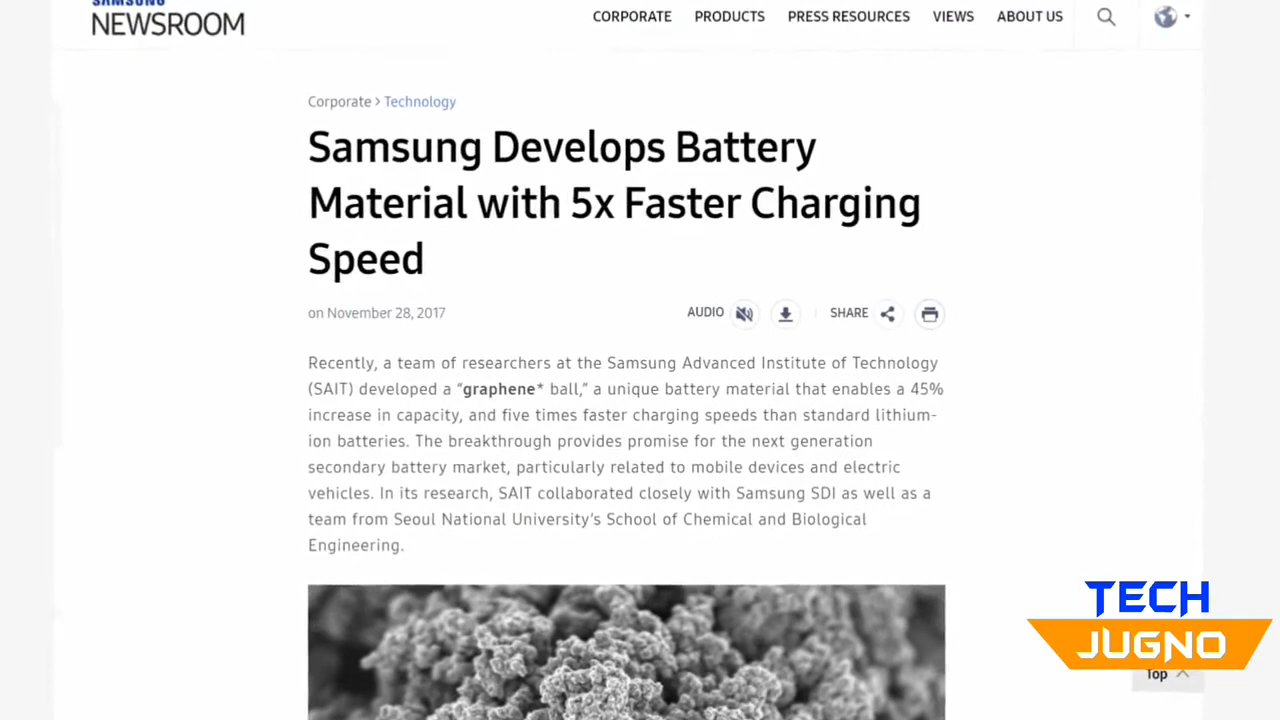 SAMSUNG
NEWSROOM
CORPORATE PRODUCTS PRESS RESOURCES VIEWS ABOUT US
Corporate > Technology
Samsung Develops Battery
Material with 5x Faster Charging
Speed
on November 28, 2017 AUDIO SHARE
Recently, a team of researchers at the Samsung Advanced Institute of Technology
(SAIT) developed a “graphene* ball,” a unique battery material that enables a 45%
increase in capacity, and five times faster charging speeds than standard lithium-
ion batteries. The breakthrough provides promise for the next generation
secondary battery market, particularly related to mobile devices and electric
vehicles. In its research, SAIT collaborated closely with Samsung SDI as well as a
team from Seoul National University’s School of Chemical and Biological
Engineering.
TECH
JUGNO
Top